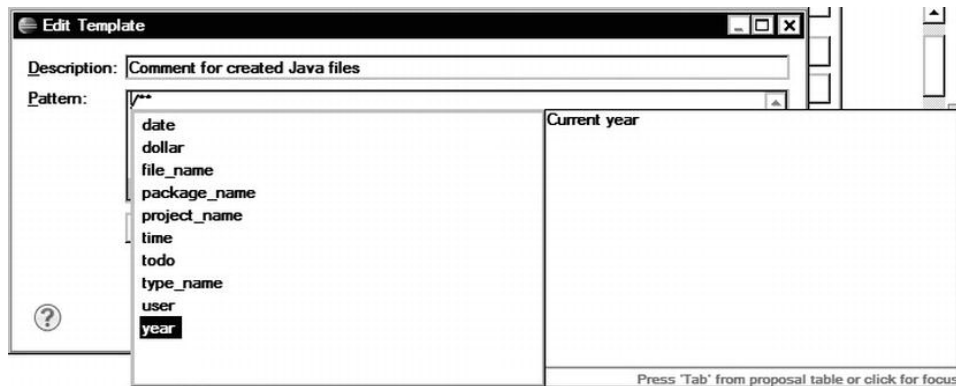 Edit Template
Description: Comment for created Java files
Pattern: /**
date
dollar
file_name
package_name
project_name
time
todo
type_name
user
year
Current year
Press 'Tab' from proposal table or click for focus